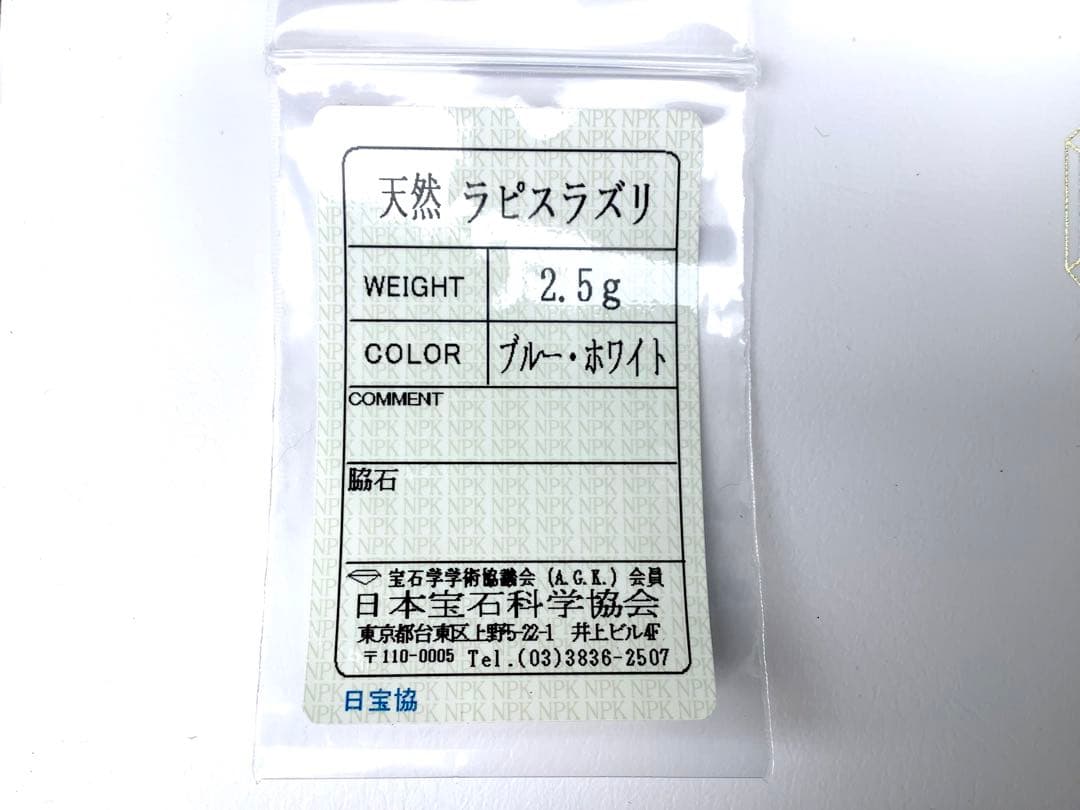 天然 ラピスラズリ
WEIGHT 2.5g
COLOR ブルー・ホワイト
COMMENT
脇石
宝石学学術協議会 (A.G.K.) 会員
日本宝石科学協会
東京都台東区上野5-22-1 井上ビル4F
〒110-0005 Tel.(03)3836-2507
日宝協